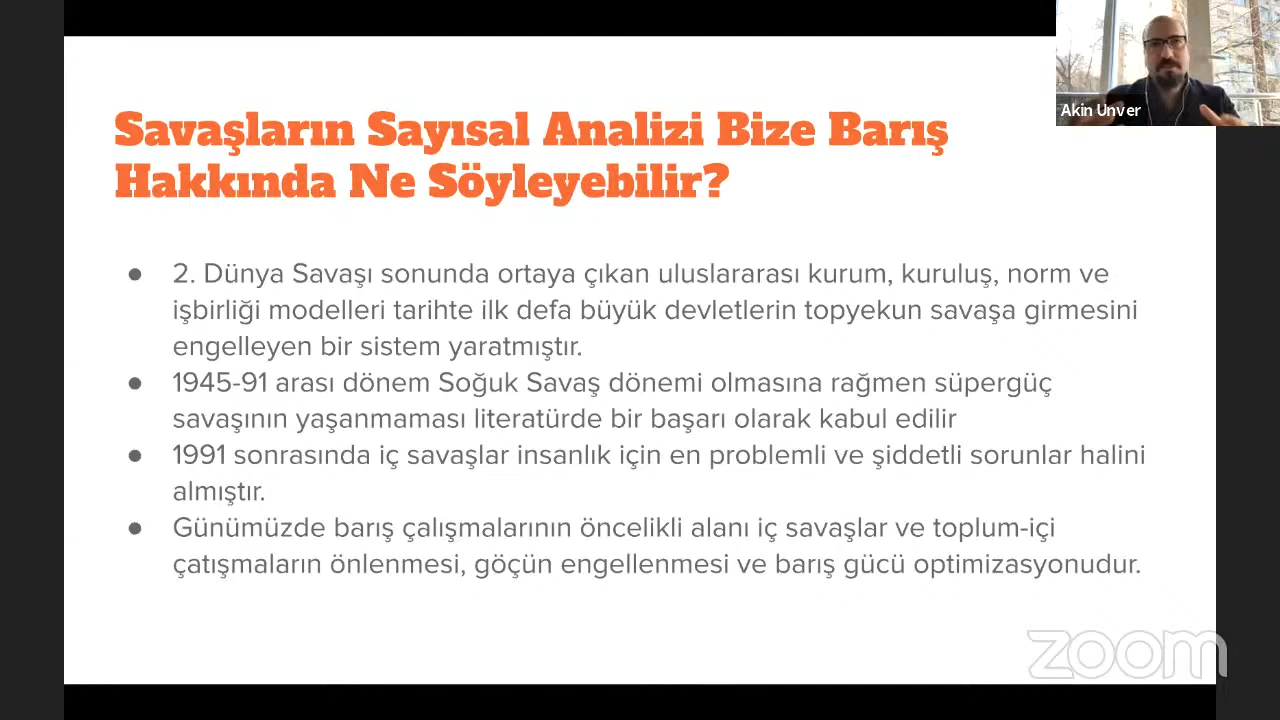 Akin Unver
Savaşların Sayısal Analizi Bize Barış
Hakkında Ne Söyleyebilir?
● 2. Dünya Savaşı sonunda ortaya çıkan uluslararası kurum, kuruluş, norm ve
işbirliği modelleri tarihte ilk defa büyük devletlerin topyekun savaşa girmesini
engelleyen bir sistem yaratmıştır.
● 1945-91 arası dönem Soğuk Savaş dönemi olmasına rağmen süpergüç
savaşının yaşanmaması literatürde bir başarı olarak kabul edilir
● 1991 sonrasında iç savaşlar insanlık için en problemli ve şiddetli sorunlar halini
almıştır.
● Günümüzde barış çalışmalarının öncelikli alanı iç savaşlar ve toplum-içi
çatışmaların önlenmesi, göçün engellenmesi ve barış gücü optimizasyonudur.
zoom